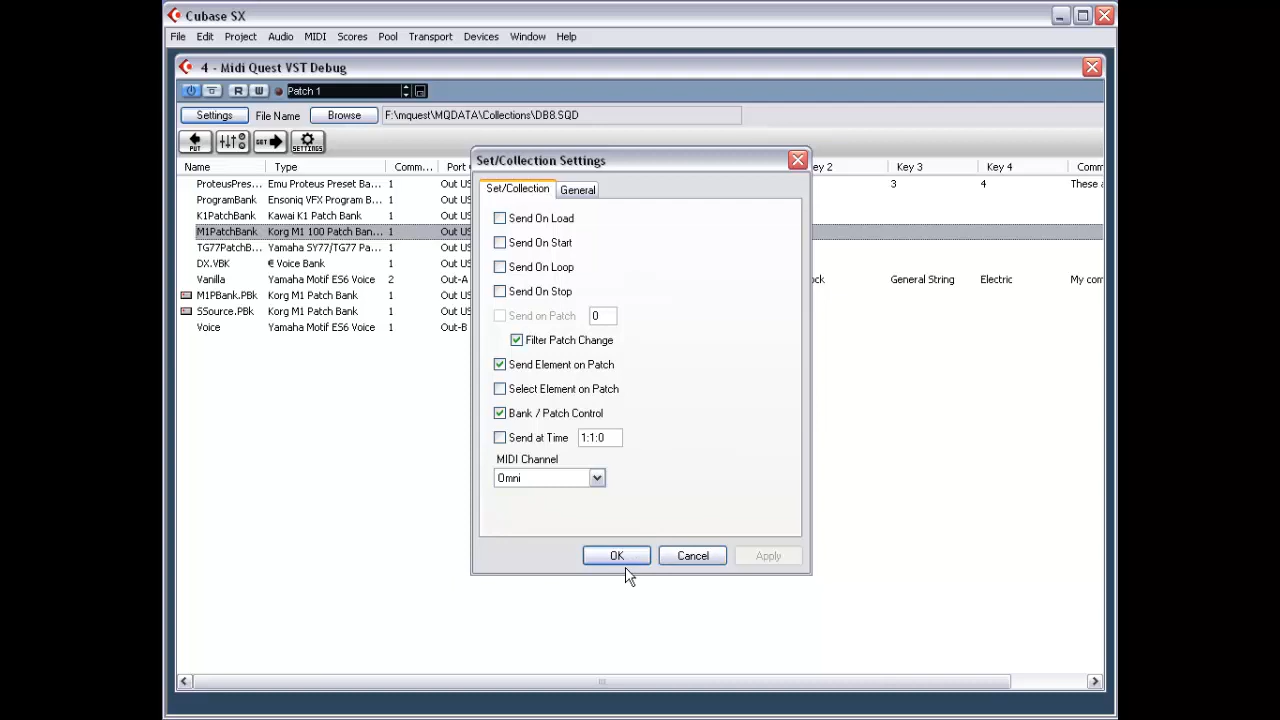 Cubase SX
File Edit Project Audio MIDI Scores Pool Transport Devices Window Help
4 - Midi Quest VST Debug
R W Patch 1
Settings File Name Browse F:\mquest\MQDATA\Collections\DB8.SQD
PUT GET SETTINGS
Name Type Comm... Port Key 3 Key 4 Comm
ProteusPres... Emu Proteus Preset Ba... 1 Out US 3 4 These a
ProgramBank Ensoniq VFX Program B... 1 Out US
K1PatchBank Kawai K1 Patch Bank 1 Out US
M1PatchBank Korg M1 100 Patch Ban... 1 Out US
TG77PatchB... Yamaha SY77/TG77 Pa... 1 Out US
DX.VBK € Voice Bank 1 Out US
Vanilla Yamaha Motif ES6 Voice 2 Out-A ock General String Electric My com
M1PBank.PBk Korg M1 Patch Bank 1 Out US
SSource.PBk Korg M1 Patch Bank 1 Out US
Voice Yamaha Motif ES6 Voice 1 Out-B
Set/Collection Settings
Set/Collection General
Send On Load
Send On Start
Send On Loop
Send On Stop
Send on Patch 0
Filter Patch Change
Send Element on Patch
Select Element on Patch
Bank / Patch Control
Send at Time 1:1:0
MIDI Channel
Omni
OK Cancel Apply